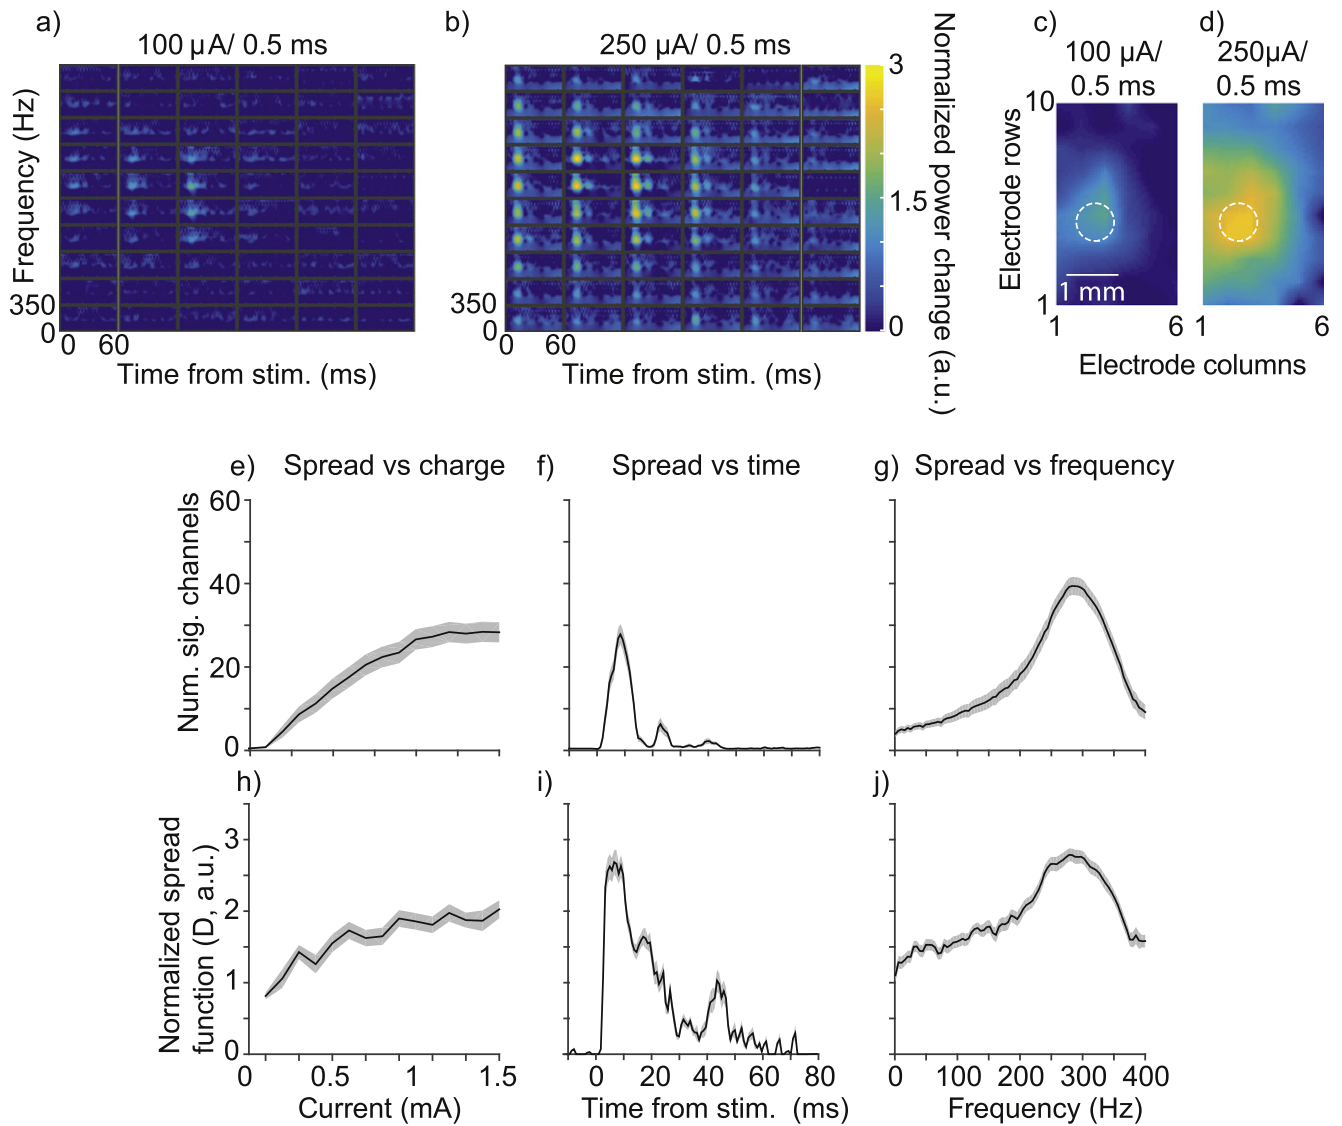 a)
100 µA/ 0.5 ms
Frequency (Hz)
350
0
0 60
Time from stim. (ms)
b)
250 µA/ 0.5 ms
350
0
0 60
Time from stim. (ms)
3
1.5
0
Normalized power change (a.u.)
c)
100 µA/
0.5 ms
Electrode rows
10
1
1 mm
1 6
d)
250µA/
0.5 ms
1 6
Electrode columns
e) Spread vs charge
Num. sig. channels
60
40
20
0
f) Spread vs time
g) Spread vs frequency
h)
Normalized spread
function (D, a.u.)
3
2
1
0
0 0.5 1 1.5
Current (mA)
i)
0 20 40 60 80
Time from stim. (ms)
j)
0 100 200 300 400
Frequency (Hz)